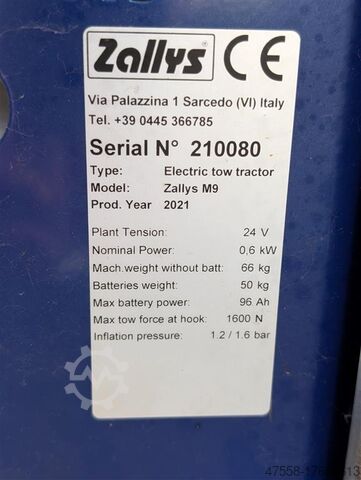 Zallys CE
Via Palazzina 1 Sarcedo (VI) Italy
Tel. +39 0445 366785
Serial N° 210080
Type: Electric tow tractor
Model: Zallys M9
Prod. Year 2021
Plant Tension: 24 V
Nominal Power: 0,6 kW
Mach.weight without batt: 66 kg
Batteries weight: 50 kg
Max battery power: 96 Ah
Max tow force at hook: 1600 N
Inflation pressure: 1.2 / 1.6 bar